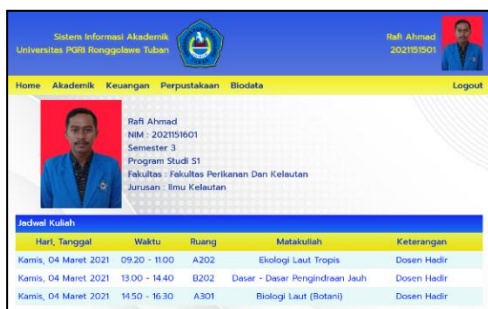 Sistem Informasi Akademik
Universitas PGRI Ronggolawe Tuban
Rafi Ahmad
2021151501
Home Akademik Keuangan Perpustakaan Biodata Logout
Rafi Ahmad
NIM : 2021151601
Semester 3
Program Studi S1
Fakultas : Fakultas Perikanan Dan Kelautan
Jurusan : Ilmu Kelautan
Jadwal Kuliah
Hari, Tanggal Waktu Ruang Matakuliah Keterangan
Kamis, 04 Maret 2021 09.20 - 11.00 A202 Ekologi Laut Tropis Dosen Hadir
Kamis, 04 Maret 2021 13.00 - 14.40 B202 Dasar - Dasar Pengindraan Jauh Dosen Hadir
Kamis, 04 Maret 2021 14.50 - 16.30 A301 Biologi Laut (Botani) Dosen Hadir